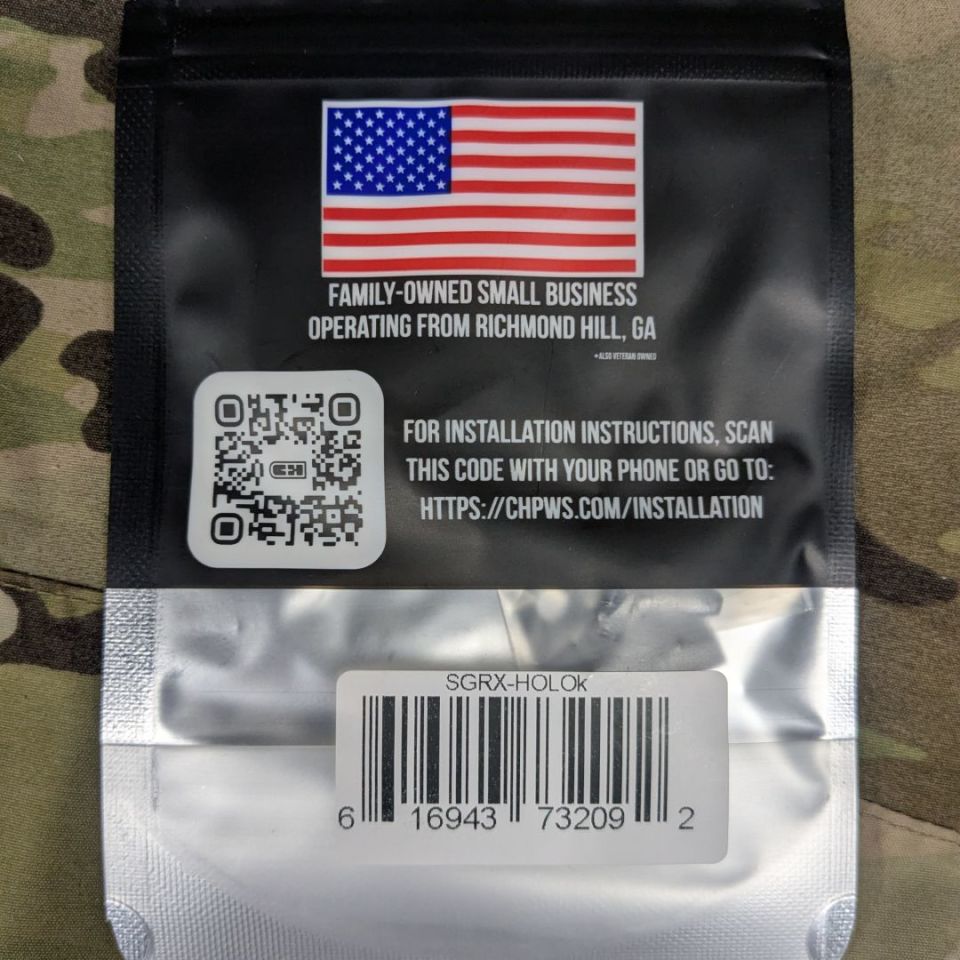 FAMILY-OWNED SMALL BUSINESS
OPERATING FROM RICHMOND HILL, GA
*ALSO VETERAN OWNED
CH
FOR INSTALLATION INSTRUCTIONS, SCAN
THIS CODE WITH YOUR PHONE OR GO TO:
HTTPS://CHPWS.COM/INSTALLATION
SGRX-HOLOk
6 16943 73209 2